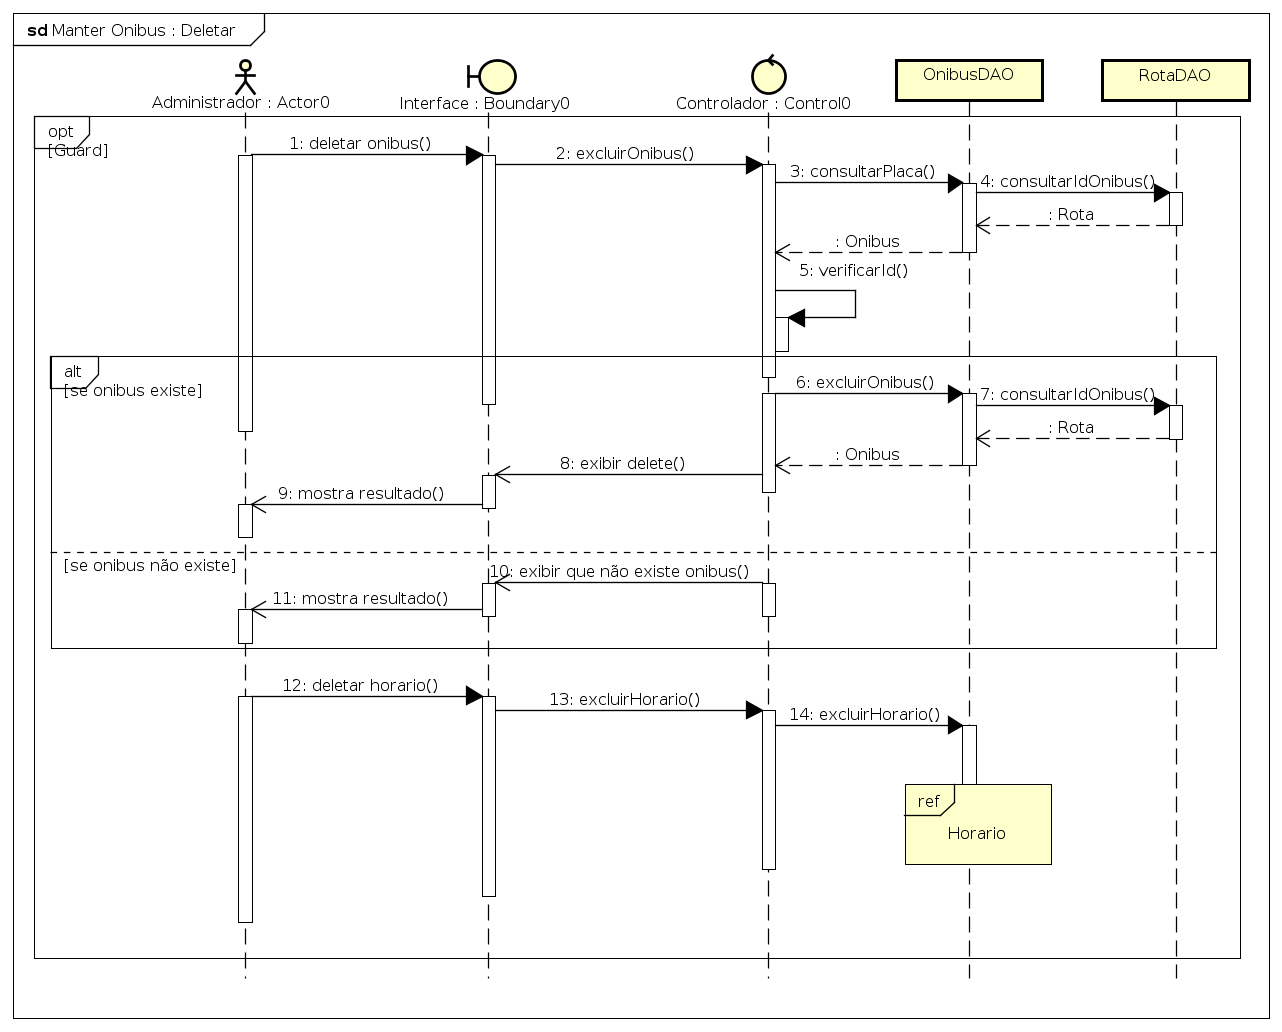 sd Manter Onibus : Deletar
Administrador : Actor0
Interface : Boundary0
Controlador : Control0
OnibusDAO
RotaDAO
opt
[Guard]
1: deletar onibus()
2: excluirOnibus()
3: consultarPlaca()
4: consultarIdOnibus()
: Rota
: Onibus
5: verificarId()
alt
[se onibus existe]
6: excluirOnibus()
7: consultarIdOnibus()
: Rota
: Onibus
8: exibir delete()
9: mostra resultado()
[se onibus não existe]
10: exibir que não existe onibus()
11: mostra resultado()
12: deletar horario()
13: excluirHorario()
14: excluirHorario()
ref
Horario